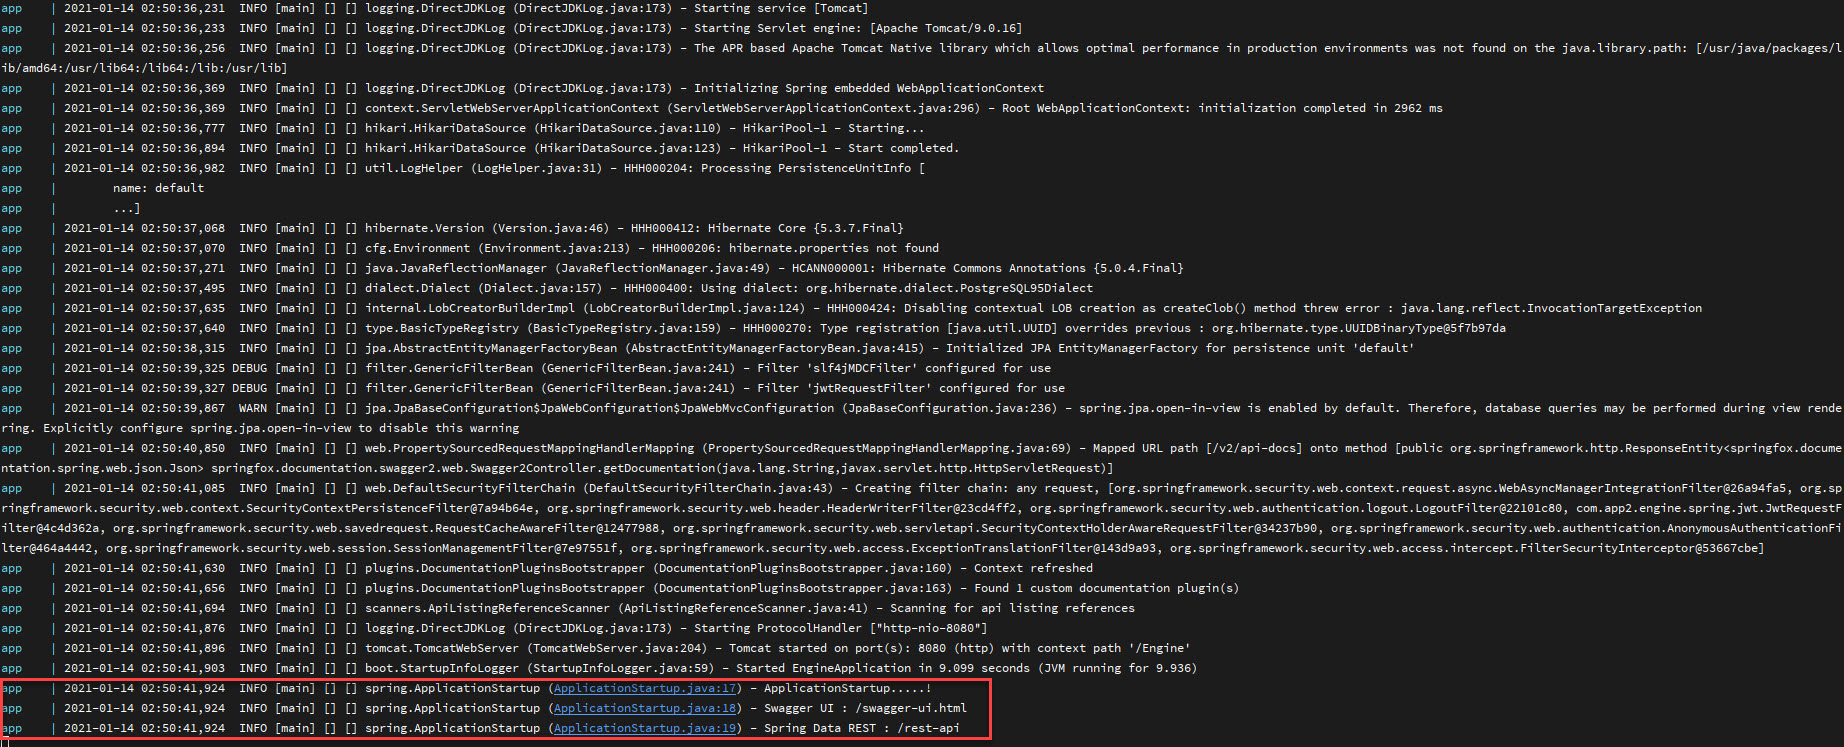 app    | 2021-01-14 02:50:36,231  INFO [main] [] [] logging.DirectJDKLog (DirectJDKLog.java:173) – Starting service [Tomcat]
app    | 2021-01-14 02:50:36,233  INFO [main] [] [] logging.DirectJDKLog (DirectJDKLog.java:173) – Starting Servlet engine: [Apache Tomcat/9.0.16]
app    | 2021-01-14 02:50:36,256  INFO [main] [] [] logging.DirectJDKLog (DirectJDKLog.java:173) – The APR based Apache Tomcat Native library which allows optimal performance in production environments was not found on the java.library.path: [/usr/java/packages/l
ib/amd64:/usr/lib64:/lib64:/lib:/usr/lib]
app    | 2021-01-14 02:50:36,369  INFO [main] [] [] logging.DirectJDKLog (DirectJDKLog.java:173) – Initializing Spring embedded WebApplicationContext
app    | 2021-01-14 02:50:36,369  INFO [main] [] [] context.ServletWebServerApplicationContext (ServletWebServerApplicationContext.java:296) – Root WebApplicationContext: initialization completed in 2962 ms
app    | 2021-01-14 02:50:36,777  INFO [main] [] [] hikari.HikariDataSource (HikariDataSource.java:110) – HikariPool-1 – Starting...
app    | 2021-01-14 02:50:36,894  INFO [main] [] [] hikari.HikariDataSource (HikariDataSource.java:123) – HikariPool-1 – Start completed.
app    | 2021-01-14 02:50:36,982  INFO [main] [] [] util.LogHelper (LogHelper.java:31) – HHH000204: Processing PersistenceUnitInfo [
app    |        name: default
app    |        ...]
app    | 2021-01-14 02:50:37,068  INFO [main] [] [] hibernate.Version (Version.java:46) – HHH000412: Hibernate Core {5.3.7.Final}
app    | 2021-01-14 02:50:37,070  INFO [main] [] [] cfg.Environment (Environment.java:213) – HHH000206: hibernate.properties not found
app    | 2021-01-14 02:50:37,271  INFO [main] [] [] java.JavaReflectionManager (JavaReflectionManager.java:49) – HCANN000001: Hibernate Commons Annotations {5.0.4.Final}
app    | 2021-01-14 02:50:37,495  INFO [main] [] [] dialect.Dialect (Dialect.java:157) – HHH000400: Using dialect: org.hibernate.dialect.PostgreSQL95Dialect
app    | 2021-01-14 02:50:37,635  INFO [main] [] [] internal.LobCreatorBuilderImpl (LobCreatorBuilderImpl.java:124) – HHH000424: Disabling contextual LOB creation as createClob() method threw error : java.lang.reflect.InvocationTargetException
app    | 2021-01-14 02:50:37,640  INFO [main] [] [] type.BasicTypeRegistry (BasicTypeRegistry.java:159) – HHH000270: Type registration [java.util.UUID] overrides previous : org.hibernate.type.UUIDBinaryType@5f7b97da
app    | 2021-01-14 02:50:38,315  INFO [main] [] [] jpa.AbstractEntityManagerFactoryBean (AbstractEntityManagerFactoryBean.java:415) – Initialized JPA EntityManagerFactory for persistence unit 'default'
app    | 2021-01-14 02:50:39,325 DEBUG [main] [] [] filter.GenericFilterBean (GenericFilterBean.java:241) – Filter 'slf4jMDCFilter' configured for use
app    | 2021-01-14 02:50:39,327 DEBUG [main] [] [] filter.GenericFilterBean (GenericFilterBean.java:241) – Filter 'jwtRequestFilter' configured for use
app    | 2021-01-14 02:50:39,867  WARN [main] [] [] jpa.JpaBaseConfiguration$JpaWebConfiguration$JpaWebMvcConfiguration (JpaBaseConfiguration.java:236) – spring.jpa.open-in-view is enabled by default. Therefore, database queries may be performed during view rende
ring. Explicitly configure spring.jpa.open-in-view to disable this warning
app    | 2021-01-14 02:50:40,850  INFO [main] [] [] web.PropertySourcedRequestMappingHandlerMapping (PropertySourcedRequestMappingHandlerMapping.java:69) – Mapped URL path [/v2/api-docs] onto method [public org.springframework.http.ResponseEntity<springfox.docume
ntation.spring.web.json.Json> springfox.documentation.swagger2.web.Swagger2Controller.getDocumentation(java.lang.String,javax.servlet.http.HttpServletRequest)]
app    | 2021-01-14 02:50:41,085  INFO [main] [] [] web.DefaultSecurityFilterChain (DefaultSecurityFilterChain.java:43) – Creating filter chain: any request, [org.springframework.security.web.context.request.async.WebAsyncManagerIntegrationFilter@26a94fa5, org.sp
ringframework.security.web.context.SecurityContextPersistenceFilter@7a94b64e, org.springframework.security.web.header.HeaderWriterFilter@23cd4ff2, org.springframework.security.web.authentication.logout.LogoutFilter@22101c80, com.app2.engine.spring.jwt.JwtRequestF
ilter@4c4d362a, org.springframework.security.web.savedrequest.RequestCacheAwareFilter@12477988, org.springframework.security.web.servletapi.SecurityContextHolderAwareRequestFilter@34237b90, org.springframework.security.web.authentication.AnonymousAuthenticationFi
lter@464a4442, org.springframework.security.web.session.SessionManagementFilter@7e97551f, org.springframework.security.web.access.ExceptionTranslationFilter@143d9a93, org.springframework.security.web.access.intercept.FilterSecurityInterceptor@53667cbe]
app    | 2021-01-14 02:50:41,630  INFO [main] [] [] plugins.DocumentationPluginsBootstrapper (DocumentationPluginsBootstrapper.java:160) – Context refreshed
app    | 2021-01-14 02:50:41,656  INFO [main] [] [] plugins.DocumentationPluginsBootstrapper (DocumentationPluginsBootstrapper.java:163) – Found 1 custom documentation plugin(s)
app    | 2021-01-14 02:50:41,694  INFO [main] [] [] scanners.ApiListingReferenceScanner (ApiListingReferenceScanner.java:41) – Scanning for api listing references
app    | 2021-01-14 02:50:41,876  INFO [main] [] [] logging.DirectJDKLog (DirectJDKLog.java:173) – Starting ProtocolHandler ["http-nio-8080"]
app    | 2021-01-14 02:50:41,896  INFO [main] [] [] tomcat.TomcatWebServer (TomcatWebServer.java:204) – Tomcat started on port(s): 8080 (http) with context path '/Engine'
app    | 2021-01-14 02:50:41,903  INFO [main] [] [] boot.StartupInfoLogger (StartupInfoLogger.java:59) – Started EngineApplication in 9.099 seconds (JVM running for 9.936)
app    | 2021-01-14 02:50:41,924  INFO [main] [] [] spring.ApplicationStartup (ApplicationStartup.java:17) – ApplicationStartup.....!
app    | 2021-01-14 02:50:41,924  INFO [main] [] [] spring.ApplicationStartup (ApplicationStartup.java:18) – Swagger UI : /swagger-ui.html
app    | 2021-01-14 02:50:41,924  INFO [main] [] [] spring.ApplicationStartup (ApplicationStartup.java:19) – Spring Data REST : /rest-api